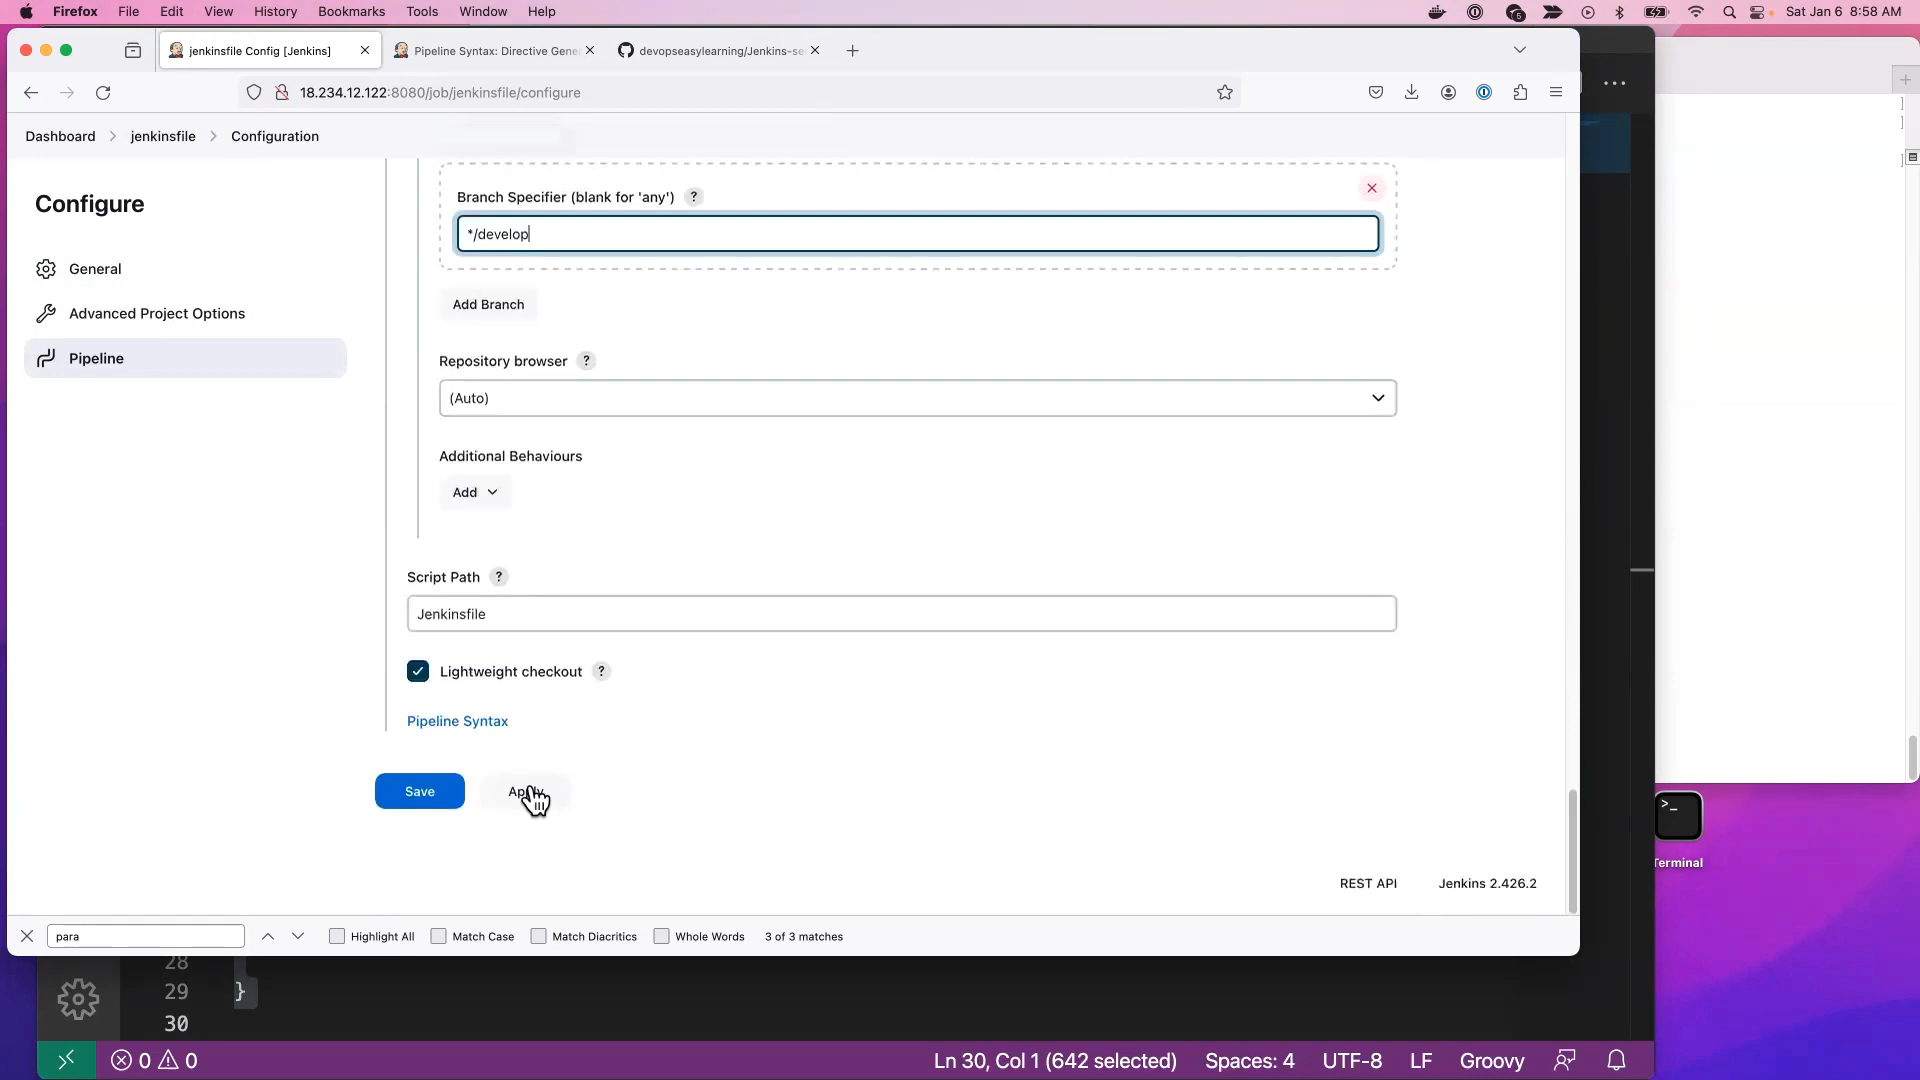 Firefox File Edit View History Bookmarks Tools Window Help Sat Jan 6 8:58 AM
jenkinsfile Config [Jenkins] Pipeline Syntax: Directive Gene devopseasylearning/Jenkins-se
18.234.12.122:8080/job/jenkinsfile/configure
Dashboard jenkinsfile Configuration
Configure
General
Advanced Project Options
Pipeline
Branch Specifier (blank for 'any') ?
*/develop
Add Branch
Repository browser ?
(Auto)
Additional Behaviours
Add
Script Path ?
Jenkinsfile
Lightweight checkout ?
Pipeline Syntax
Save Apply
REST API Jenkins 2.426.2
para Highlight All Match Case Match Diacritics Whole Words 3 of 3 matches
Terminal
28
29 }
30
0 0 Ln 30, Col 1 (642 selected) Spaces: 4 UTF-8 LF Groovy